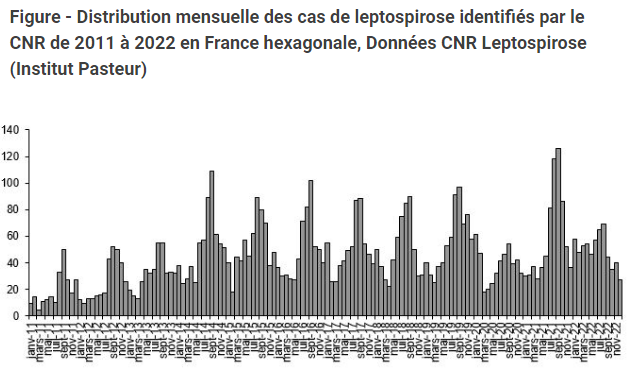 Figure - Distribution mensuelle des cas de leptospirose identifiés par le
CNR de 2011 à 2022 en France hexagonale, Données CNR Leptospirose
(Institut Pasteur)
140
120
100
80
60
40
20
0
janv-11
mars-11
mai-11
juil-11
sept-11
nov-11
janv-12
mars-12
mai-12
juil-12
sept-12
nov-12
janv-13
mars-13
mai-13
juil-13
sept-13
nov-13
janv-14
mars-14
mai-14
juil-14
sept-14
nov-14
janv-15
mars-15
mai-15
juil-15
sept-15
nov-15
janv-16
mars-16
mai-16
juil-16
sept-16
nov-16
janv-17
mars-17
mai-17
juil-17
sept-17
nov-17
janv-18
mars-18
mai-18
juil-18
sept-18
nov-18
janv-19
mars-19
mai-19
juil-19
sept-19
nov-19
janv-20
mars-20
mai-20
juil-20
sept-20
nov-20
janv-21
mars-21
mai-21
juil-21
sept-21
nov-21
janv-22
mars-22
mai-22
juil-22
sept-22
nov-22